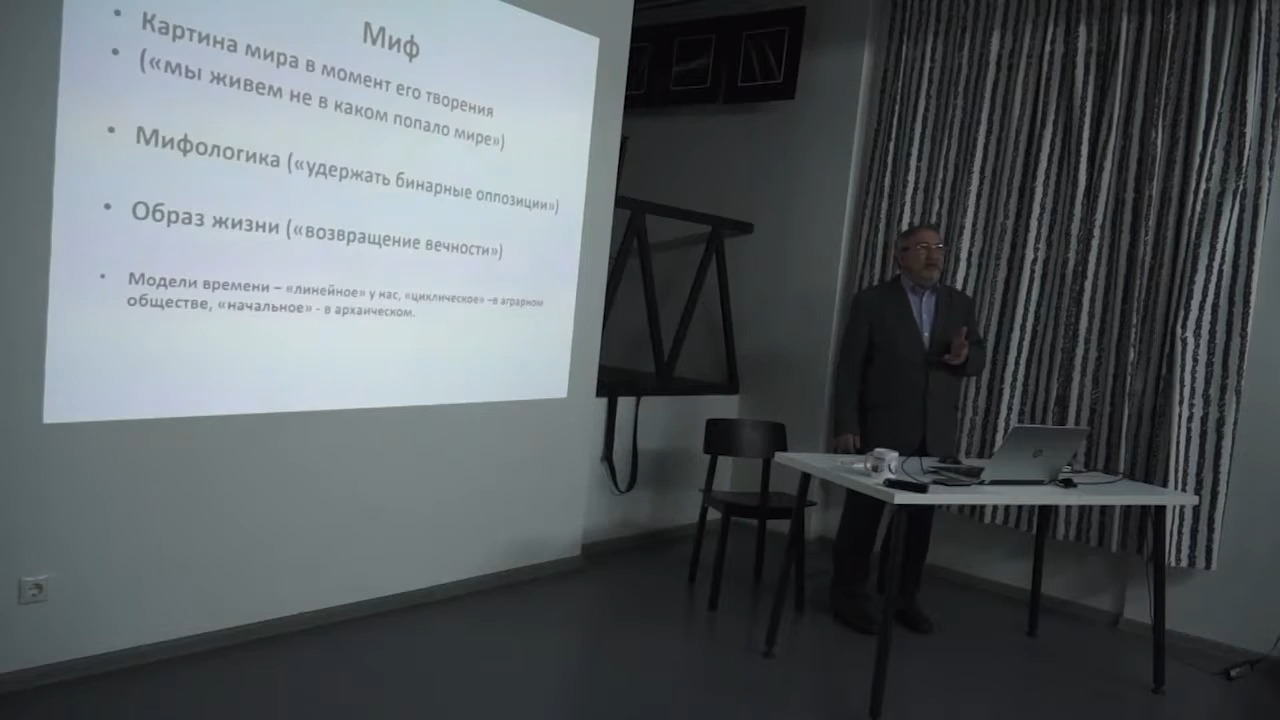 Миф
Картина мира в момент его творения
(«мы живем не в каком попало мире»)
Мифологика («удержать бинарные оппозиции»)
Образ жизни («возвращение вечности»)
Модели времени – «линейное» у нас, «циклическое» –в аграрном
обществе, «начальное» - в архаическом.